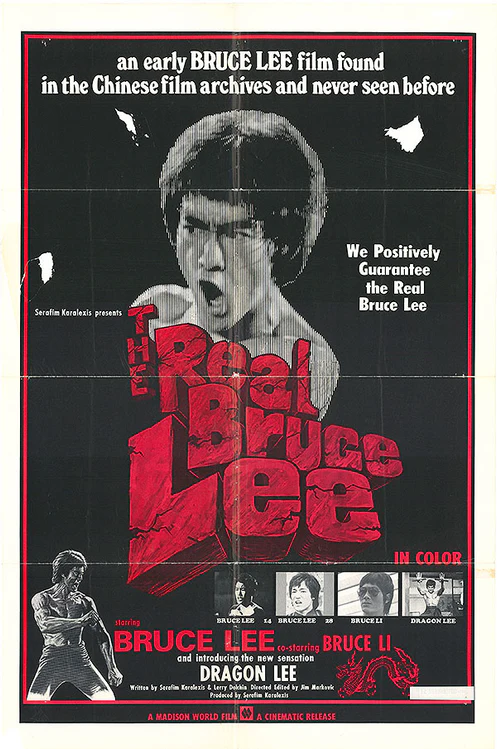 an early BRUCE LEE film found
in the Chinese film archives and never seen before
We Positively
Guarantee
the Real
Bruce Lee
Serafim Karalexis presents
THE
Real
Bruce
Lee
IN COLOR
BRUCE LEE 14 BRUCE LEE 28 BRUCE LI DRAGON LEE
starring
BRUCE LEE co-starring BRUCE LI
and introducing the new sensation
DRAGON LEE
Written by Serafim Karalexis & Larry Dolchin Directed Edited by Jim Markovic
Produced by Serafim Karalexis
A MADISON WORLD FILM A CINEMATIC RELEASE